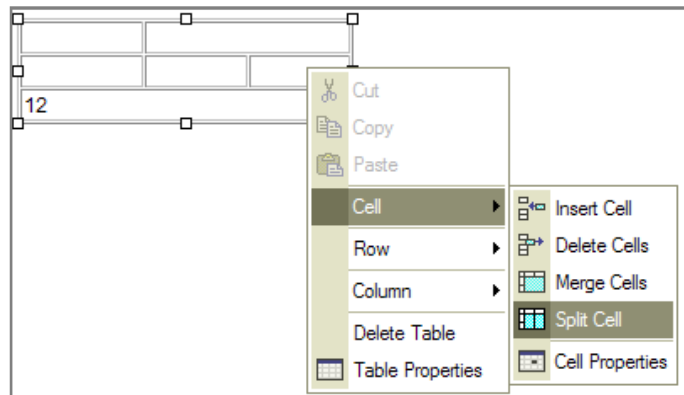 12
Cut
Copy
Paste
Cell
Row
Column
Delete Table
Table Properties
Insert Cell
Delete Cells
Merge Cells
Split Cell
Cell Properties